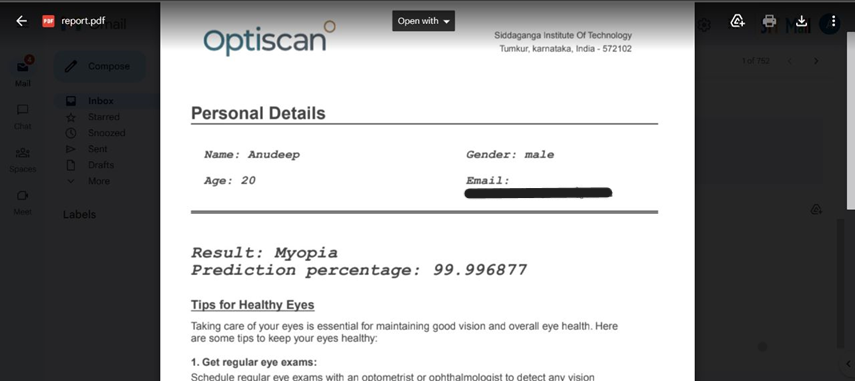 report.pdf
Open with
Mail
Compose
Mail
Chat
Spaces
Meet
Inbox
Starred
Snoozed
Sent
Drafts
More
Labels
1 of 752
Optiscan
Siddaganga Institute Of Technology
Tumkur, karnataka, India - 572102
Personal Details
Name: Anudeep
Gender: male
Age: 20
Email:
Result: Myopia
Prediction percentage: 99.996877
Tips for Healthy Eyes
Taking care of your eyes is essential for maintaining good vision and overall eye health. Here
are some tips to keep your eyes healthy:
1. Get regular eye exams:
Schedule regular eye exams with an optometrist or ophthalmologist to detect any vision